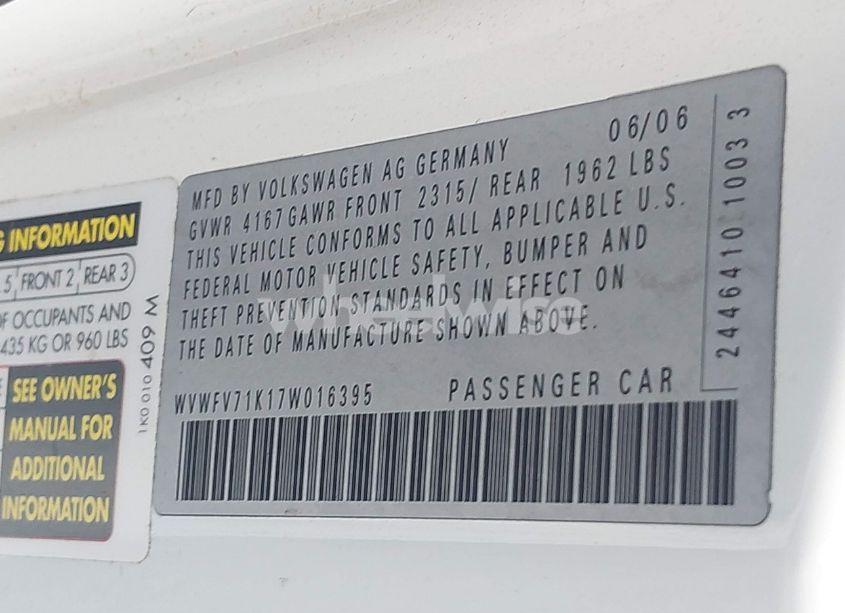 06/06
MFD BY VOLKSWAGEN AG GERMANY
GVWR 4167 GAWR FRONT 2315/ REAR 1962 LBS
THIS VEHICLE CONFORMS TO ALL APPLICABLE U.S.
FEDERAL MOTOR VEHICLE SAFETY, BUMPER AND
THEFT PREVENTION STANDARDS IN EFFECT ON
THE DATE OF MANUFACTURE SHOWN ABOVE.
VWVFV71K17W016395 PASSENGER CAR
2446410 1003 3
INFORMATION
5 FRONT 2 REAR 3
OCCUPANTS AND
435 KG OR 960 LBS
SEE OWNER'S
MANUAL FOR
ADDITIONAL
INFORMATION
1K0 010 409 M
wheelwise